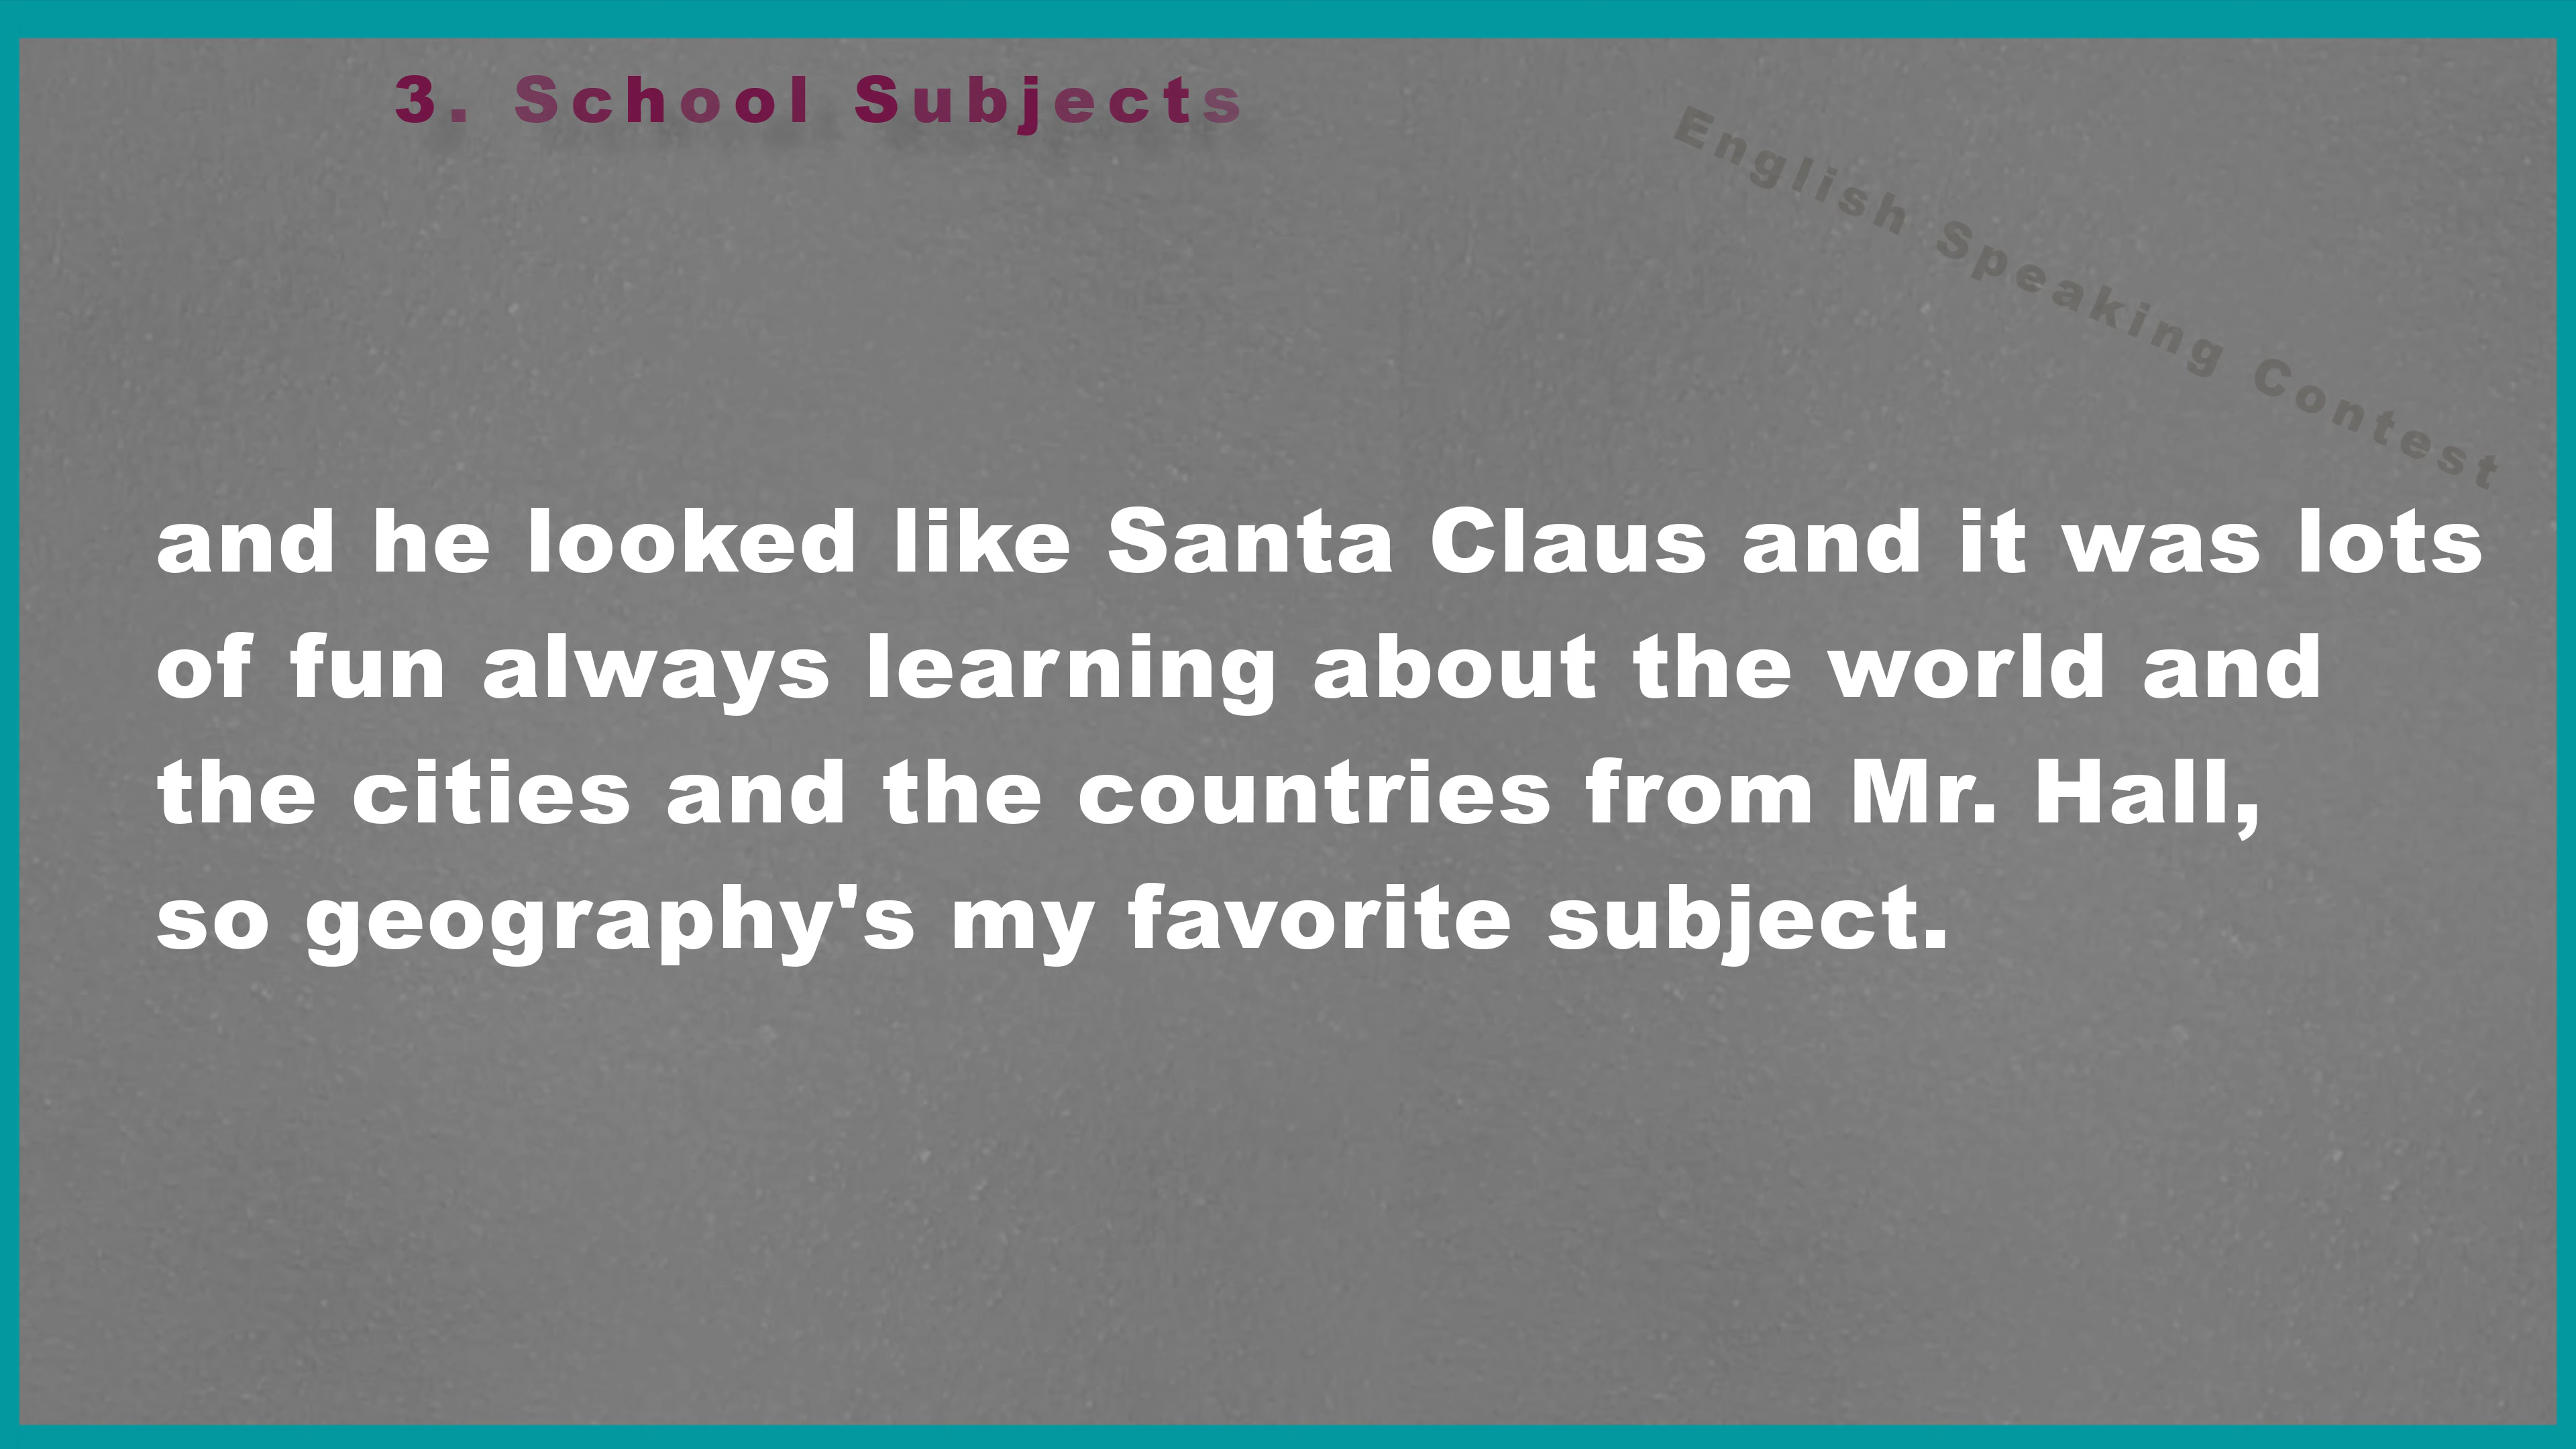 3. School Subjects
English Speaking Contest
and he looked like Santa Claus and it was lots
of fun always learning about the world and
the cities and the countries from Mr. Hall,
so geography's my favorite subject.